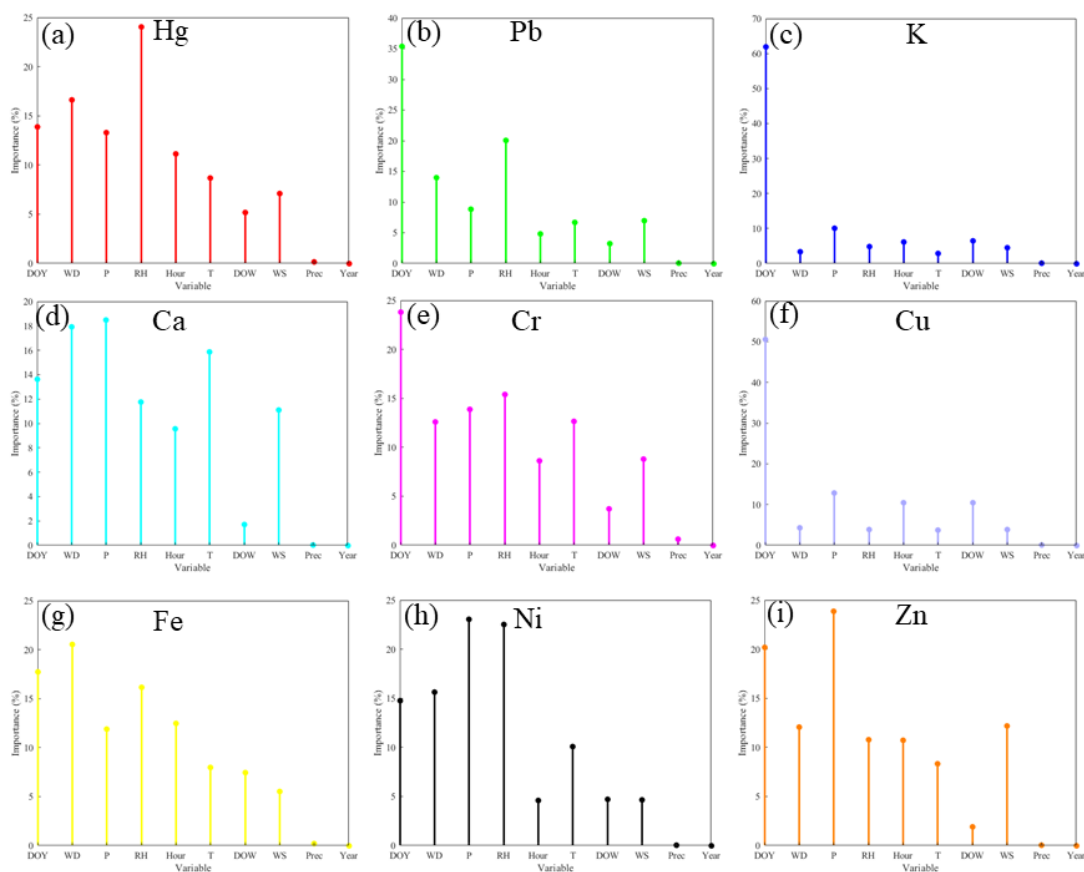 (a) Hg
25
20
15
10
5
0
Importance (%)
DOY WD P RH Hour T DOW WS Prec Year
Variable
(b) Pb
40
35
30
25
20
15
10
5
0
Importance (%)
DOY WD P RH Hour T DOW WS Prec Year
Variable
(c) K
70
60
50
40
30
20
10
0
Importance (%)
DOY WD P RH Hour T DOW WS Prec Year
Variable
(d) Ca
20
18
16
14
12
10
8
6
4
2
0
Importance (%)
DOY WD P RH Hour T DOW WS Prec Year
Variable
(e) Cr
25
20
15
10
5
0
Importance (%)
DOY WD P RH Hour T DOW WS Prec Year
Variable
(f) Cu
60
50
40
30
20
10
0
Importance (%)
DOY WD P RH Hour T DOW WS Prec Year
Variable
(g) Fe
25
20
15
10
5
0
Importance (%)
DOY WD P RH Hour T DOW WS Prec Year
Variable
(h) Ni
25
20
15
10
5
0
Importance (%)
DOY WD P RH Hour T DOW WS Prec Year
Variable
(i) Zn
25
20
15
10
5
0
Importance (%)
DOY WD P RH Hour T DOW WS Prec Year
Variable